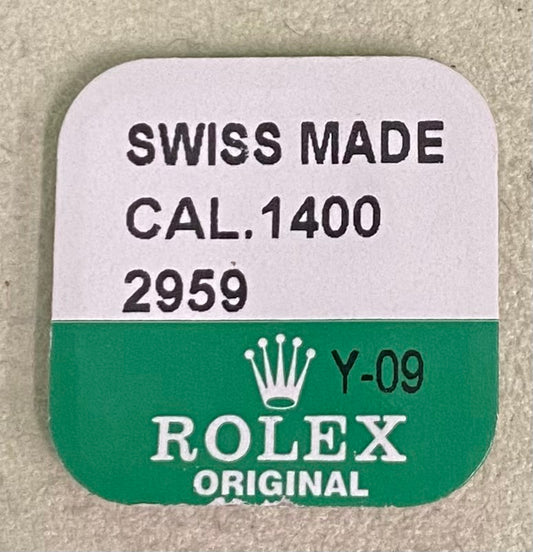 SWISS MADE
CAL.1400
2959
Y-09
ROLEX
ORIGINAL